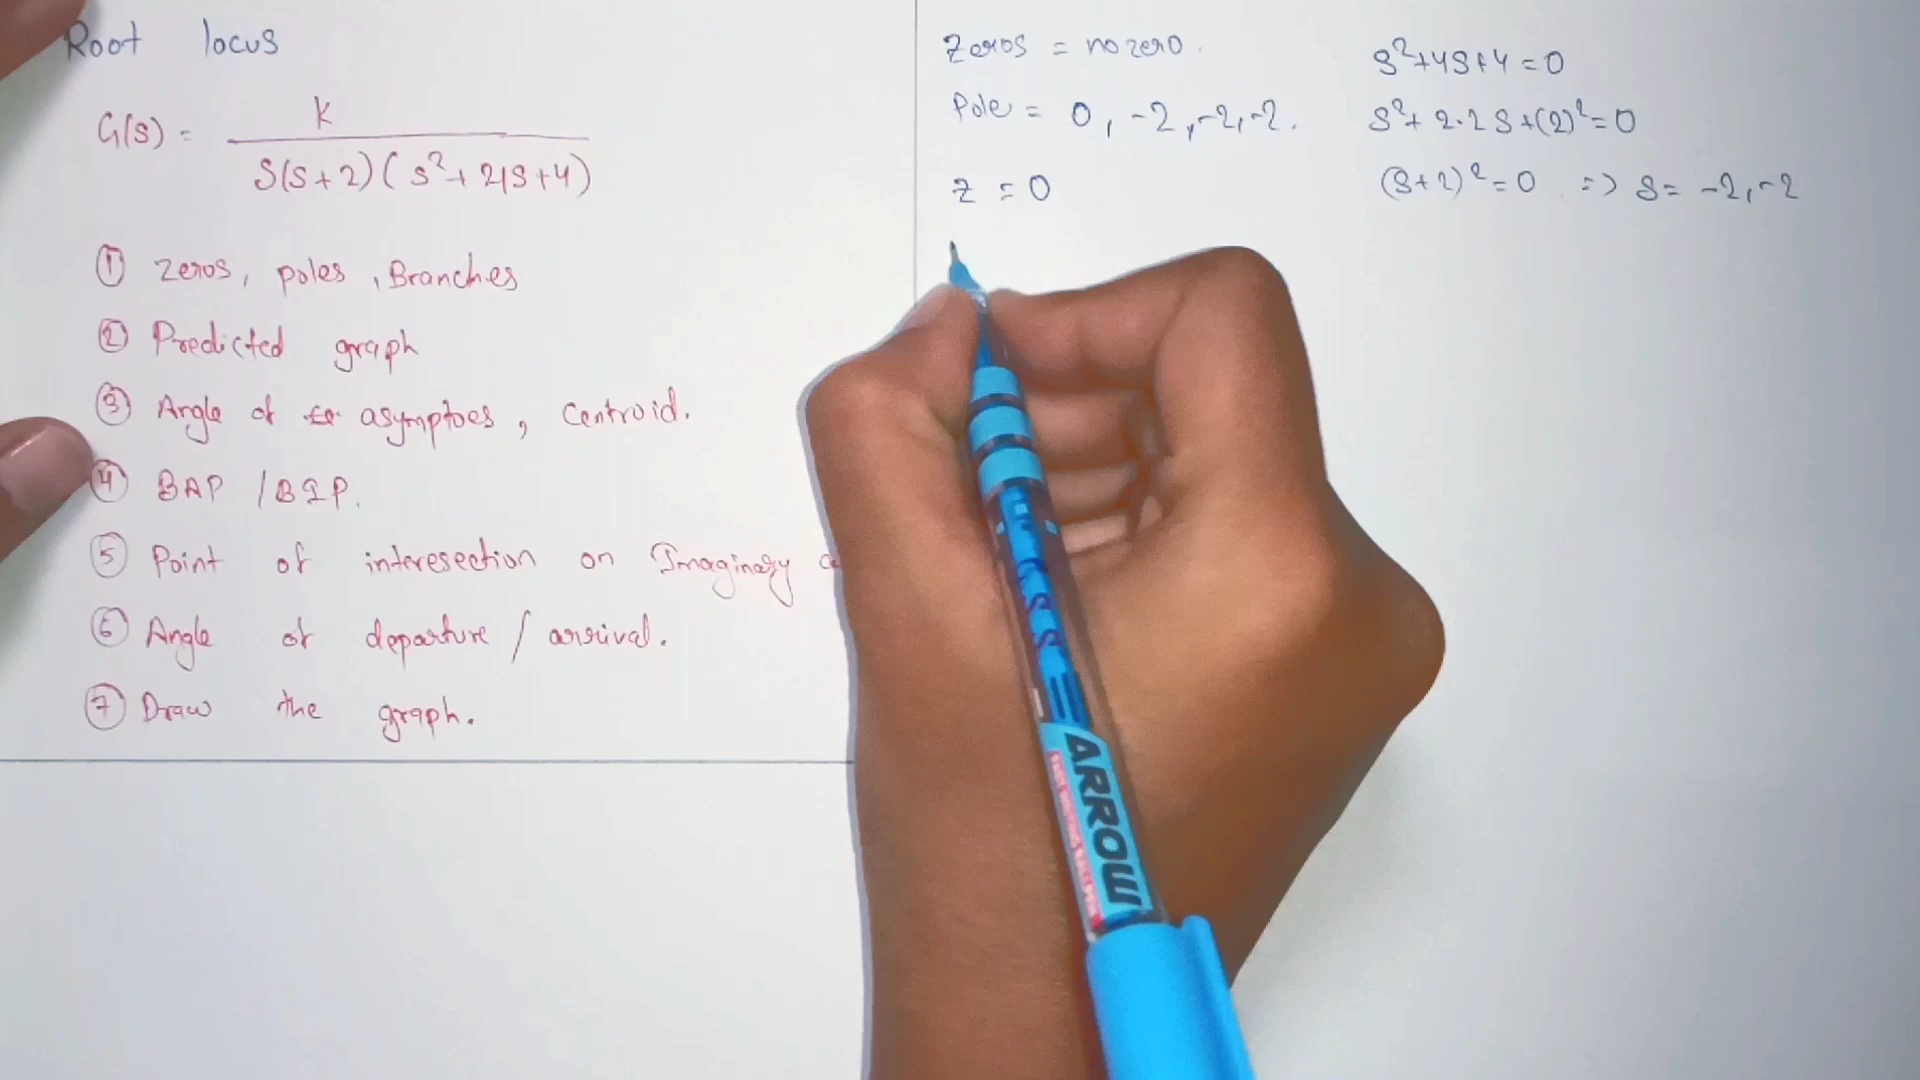 Root locus
G(s) = k / S(S+2)(s²+4s+4)
① Zeros, poles, Branches
② Predicted graph
③ Angle of asymptoes, Centroid.
④ BAP / BIP.
⑤ Point of interesection on Imaginary
⑥ Angle of departure / arrival.
⑦ Draw the graph.
Zeros = no zero.
Pole = 0, -2, -2, -2.
z = 0
s²+4s+4=0
s²+2·2s+(2)²=0
(s+2)²=0 => s= -2, -2
ARROW